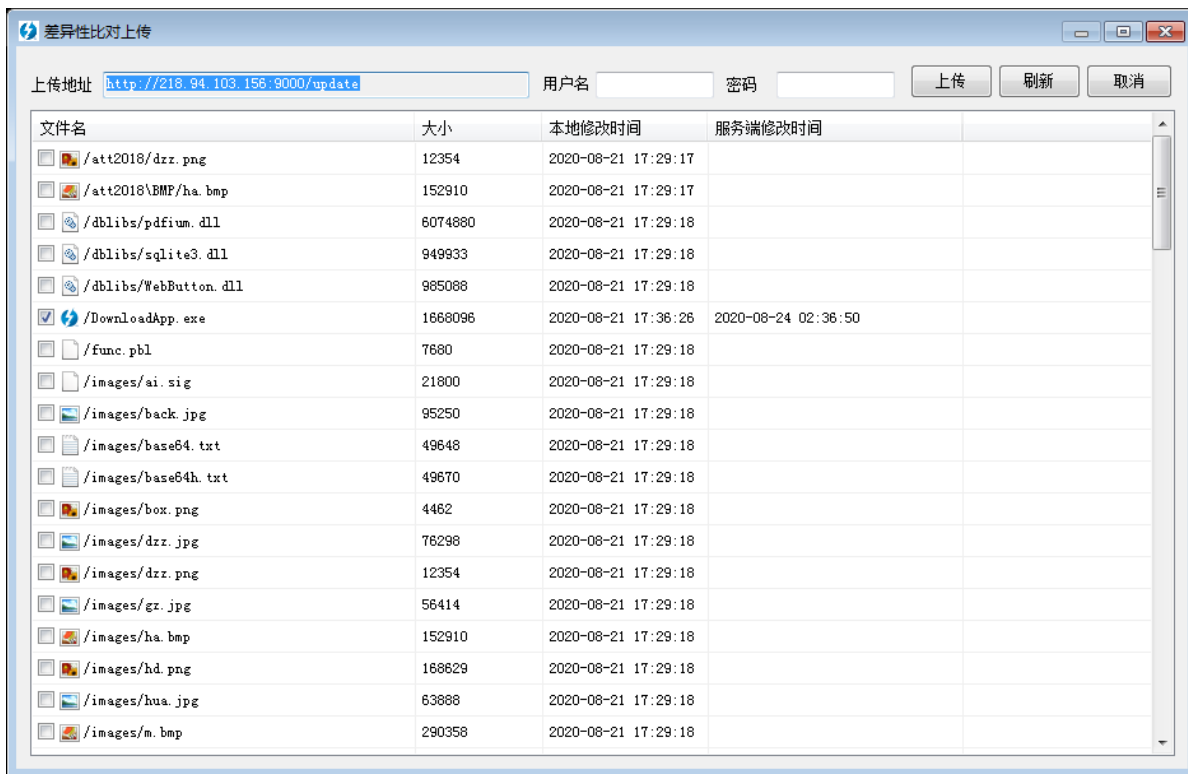 差异性比对上传
上传地址 http://218.94.103.156:9000/update 用户名 密码 上传 刷新 取消
文件名 大小 本地修改时间 服务端修改时间
/att2018/dzz.png 12354 2020-08-21 17:29:17
/att2018\BMP/ha.bmp 152910 2020-08-21 17:29:17
/dblibs/pdfium.dll 6074880 2020-08-21 17:29:18
/dblibs/sqlite3.dll 949933 2020-08-21 17:29:18
/dblibs/WebButton.dll 985088 2020-08-21 17:29:18
/DownloadApp.exe 1668096 2020-08-21 17:36:26 2020-08-24 02:36:50
/func.pbl 7680 2020-08-21 17:29:18
/images/ai.sig 21800 2020-08-21 17:29:18
/images/back.jpg 95250 2020-08-21 17:29:18
/images/base64.txt 49648 2020-08-21 17:29:18
/images/base64h.txt 49670 2020-08-21 17:29:18
/images/box.png 4462 2020-08-21 17:29:18
/images/dzz.jpg 76298 2020-08-21 17:29:18
/images/dzz.png 12354 2020-08-21 17:29:18
/images/gz.jpg 56414 2020-08-21 17:29:18
/images/ha.bmp 152910 2020-08-21 17:29:18
/images/hd.png 168629 2020-08-21 17:29:18
/images/hua.jpg 63888 2020-08-21 17:29:18
/images/m.bmp 290358 2020-08-21 17:29:18